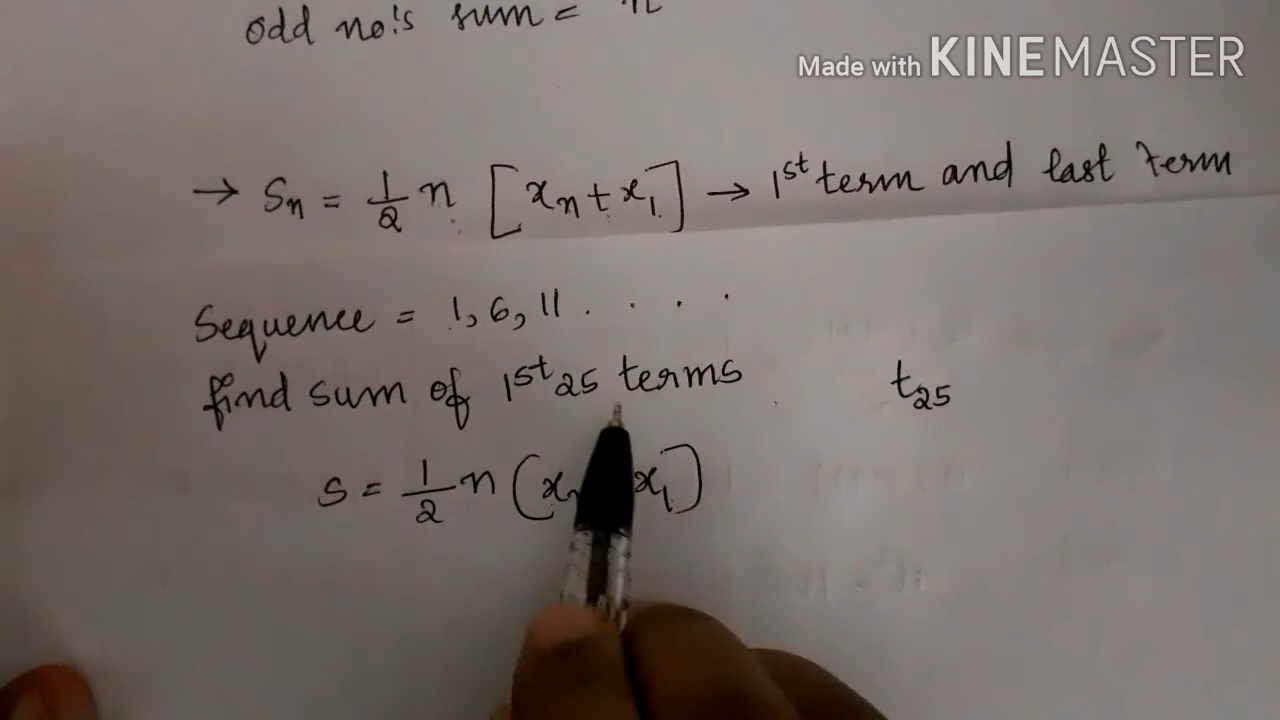 odd no!s sum = n
Made with KINEMASTER
→ Sn = 1/2 n [xn + x1] → 1st term and last term
Sequence = 1, 6, 11 . . . .
find sum of 1st 25 terms
t25
S = 1/2 n (x x1)